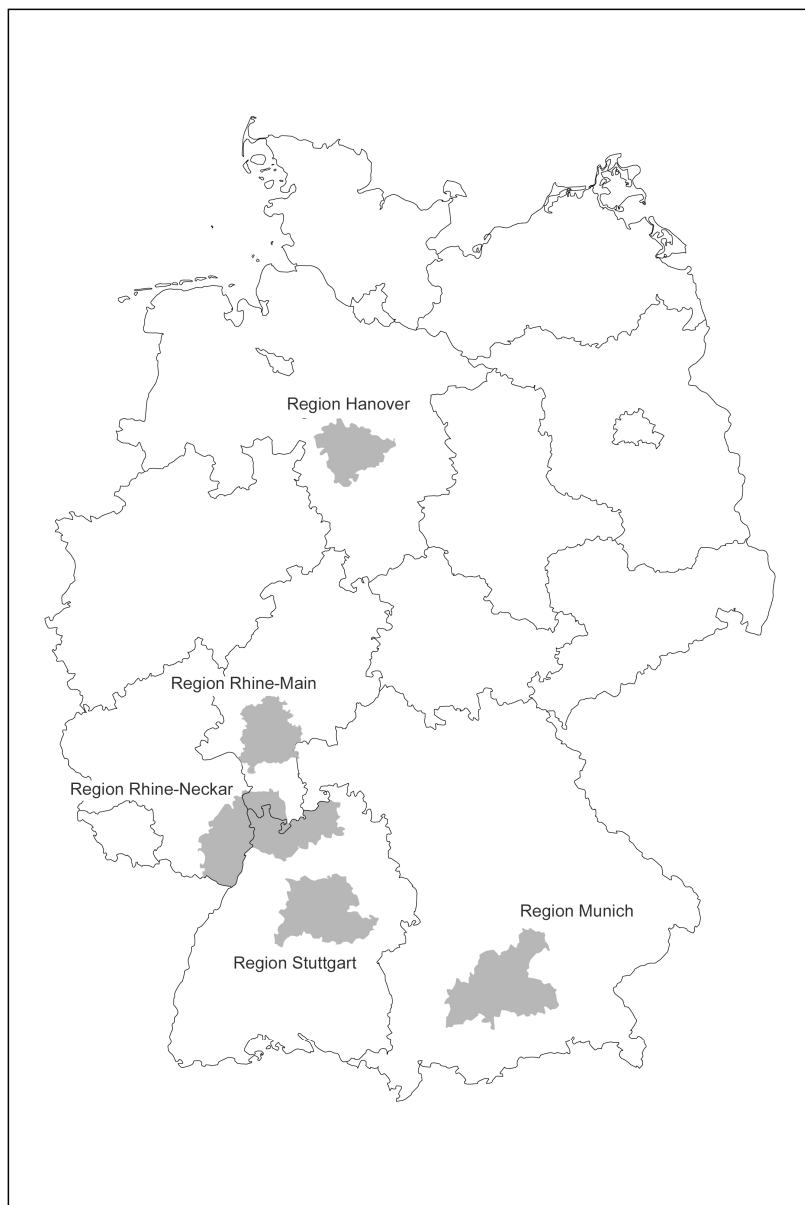 Region Hanover
Region Rhine-Main
Region Rhine-Neckar
Region Munich
Region Stuttgart